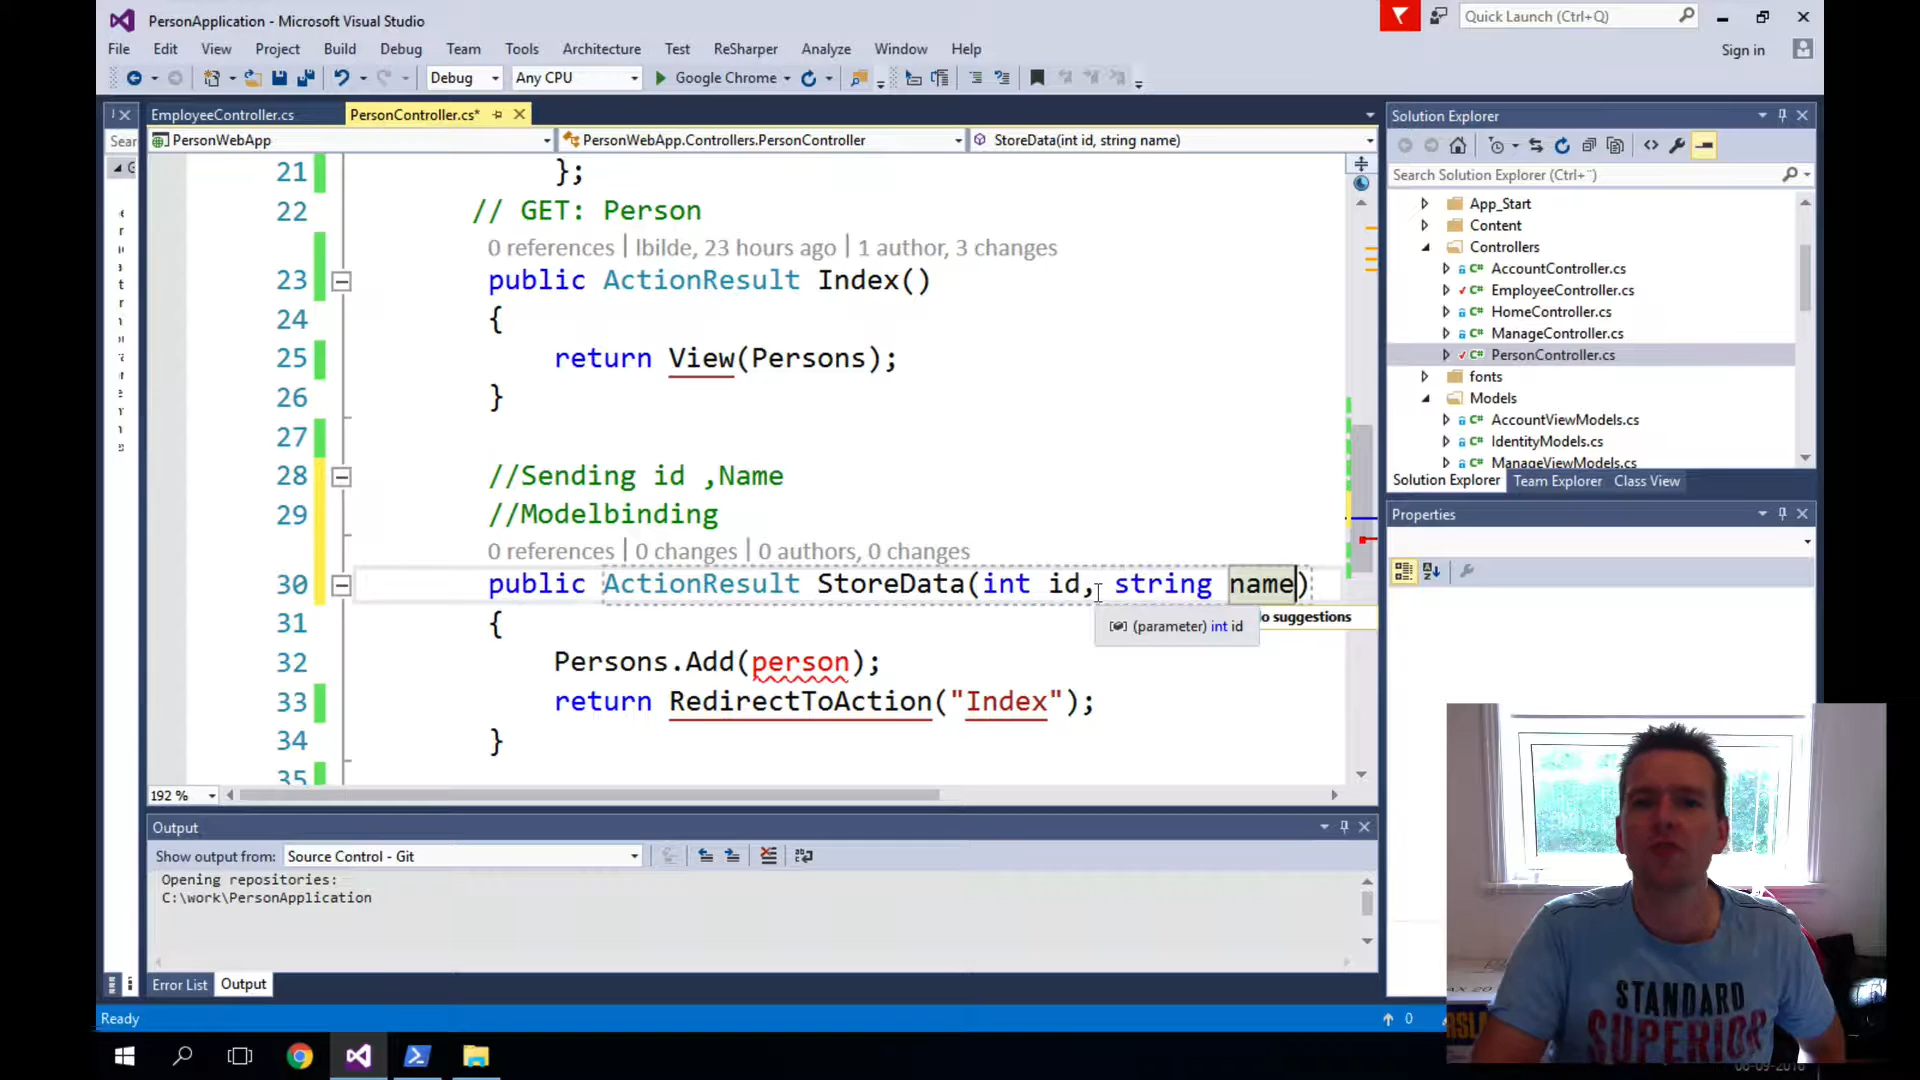 PersonApplication - Microsoft Visual Studio
Quick Launch (Ctrl+Q)
File Edit View Project Build Debug Team Tools Architecture Test ReSharper Analyze Window Help
Sign in
Debug Any CPU Google Chrome
EmployeeController.cs PersonController.cs*
Sear
PersonWebApp PersonWebApp.Controllers.PersonController StoreData(int id, string name)
21 };
22 // GET: Person
0 references | lbilde, 23 hours ago | 1 author, 3 changes
23 public ActionResult Index()
24 {
25 return View(Persons);
26 }
27
28 //Sending id ,Name
29 //Modelbinding
0 references | 0 changes | 0 authors, 0 changes
30 public ActionResult StoreData(int id, string name)
31 {
(parameter) int id
o suggestions
32 Persons.Add(person);
33 return RedirectToAction("Index");
34 }
35
192 %
Output
Show output from: Source Control - Git
Opening repositories:
C:\work\PersonApplication
Error List Output
Ready
0
Solution Explorer
Search Solution Explorer (Ctrl+¨)
App_Start
Content
Controllers
C# AccountController.cs
C# EmployeeController.cs
C# HomeController.cs
C# ManageController.cs
C# PersonController.cs
fonts
Models
C# AccountViewModels.cs
C# IdentityModels.cs
C# ManageViewModels.cs
Solution Explorer Team Explorer Class View
Properties
STANDARD
SUPERIOR